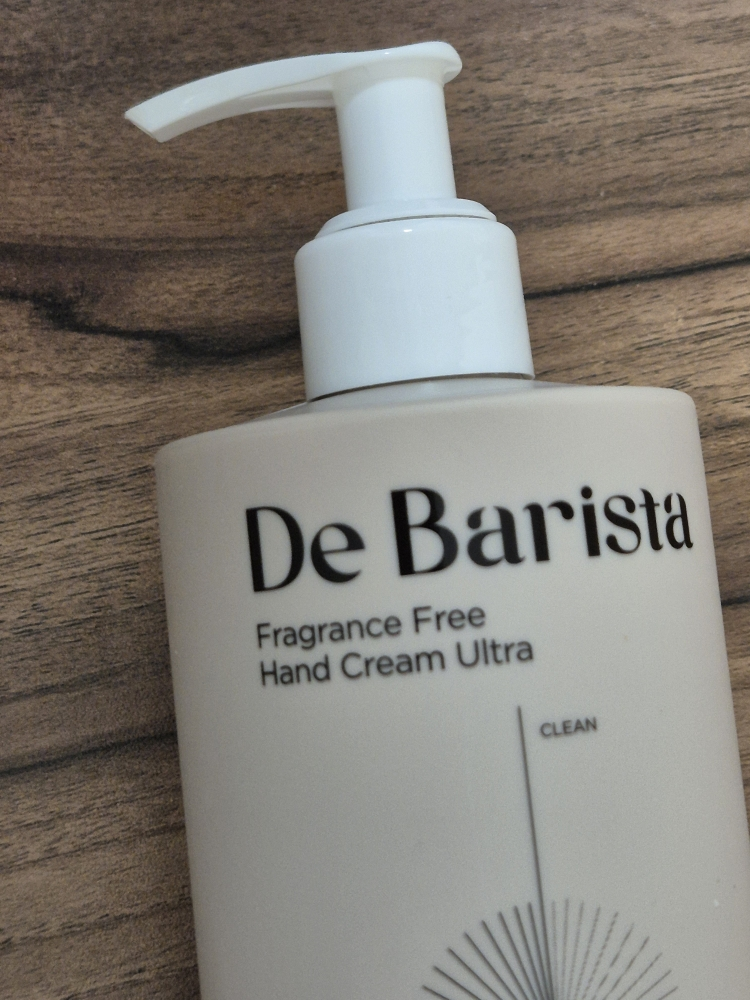 De Barista
Fragrance Free
Hand Cream Ultra
CLEAN